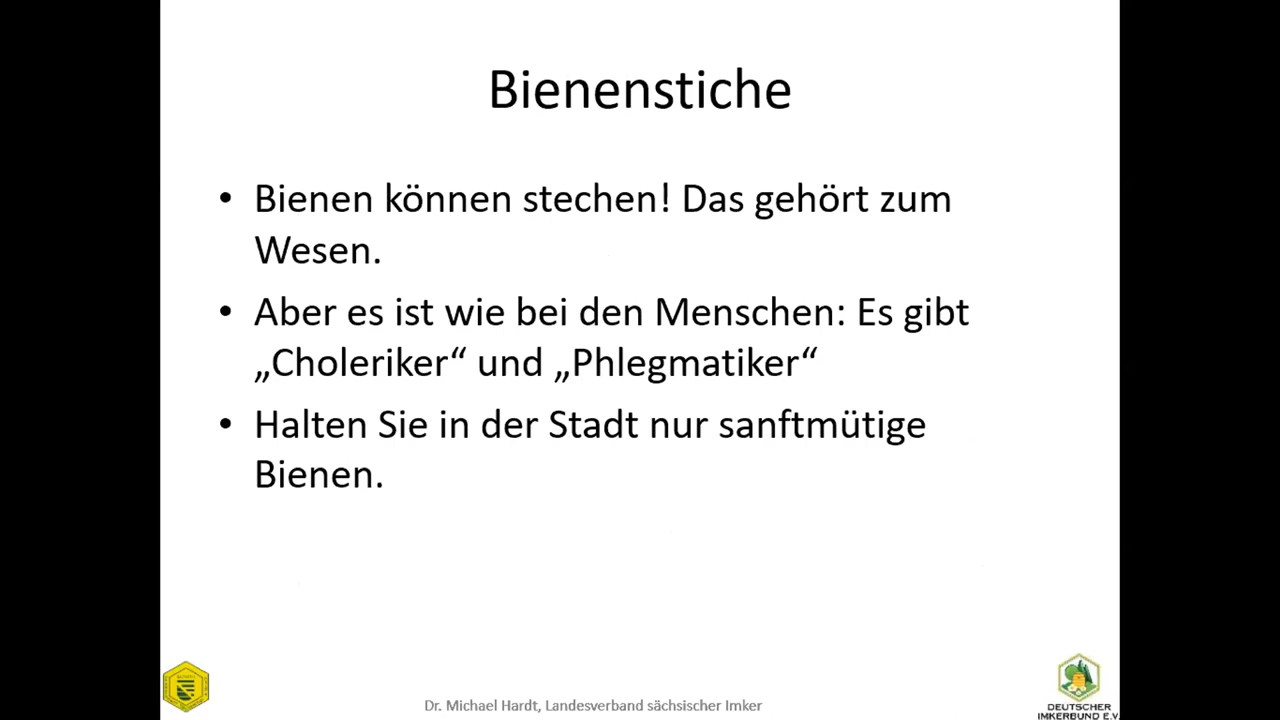 Bienenstiche
• Bienen können stechen! Das gehört zum
Wesen.
• Aber es ist wie bei den Menschen: Es gibt
„Choleriker“ und „Phlegmatiker“
• Halten Sie in der Stadt nur sanftmütige
Bienen.
Dr. Michael Hardt, Landesverband sächsischer Imker
DEUTSCHER
IMKERBUND E.V